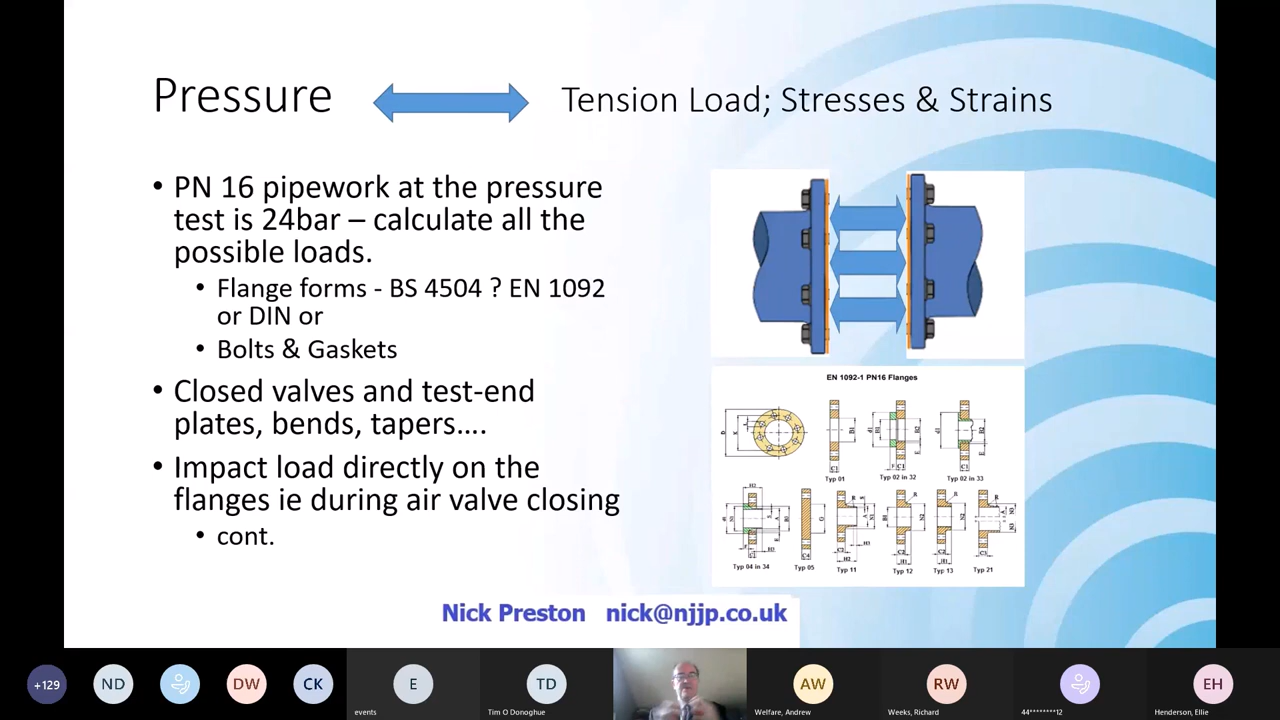 Pressure
Tension Load; Stresses & Strains
• PN 16 pipework at the pressure
test is 24bar – calculate all the
possible loads.
• Flange forms - BS 4504 ? EN 1092
or DIN or
• Bolts & Gaskets
• Closed valves and test-end
plates, bends, tapers....
• Impact load directly on the
flanges ie during air valve closing
• cont.
EN 1092-1 PN16 Flanges
Typ 01
Typ 02 in 32
Typ 02 in 33
Typ 04 in 34
Typ 05
Typ 11
Typ 12
Typ 13
Typ 21
Nick Preston nick@njjp.co.uk
+129
ND
DW
CK
E
TD
AW
RW
EH
events
Tim O Donoghue
Welfare, Andrew
Weeks, Richard
44********12
Henderson, Ellie